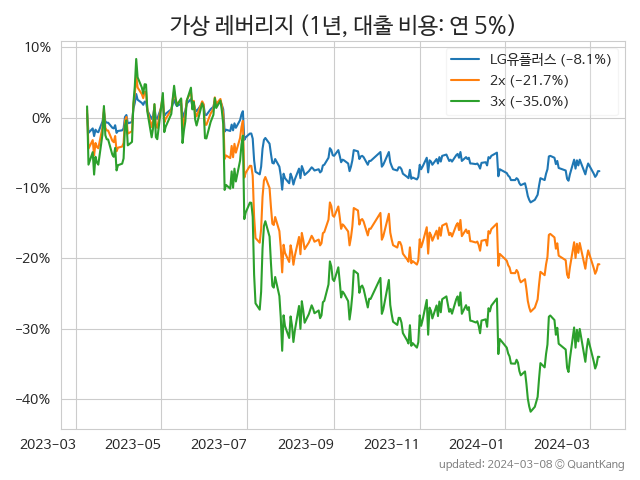 가상 레버리지 (1년, 대출 비용: 연 5%)
LG유플러스 (−8.1%)
2x (−21.7%)
3x (−35.0%)
10%
0%
−10%
−20%
−30%
−40%
2023-03 2023-05 2023-07 2023-09 2023-11 2024-01 2024-03
updated: 2024-03-08 © QuantKang